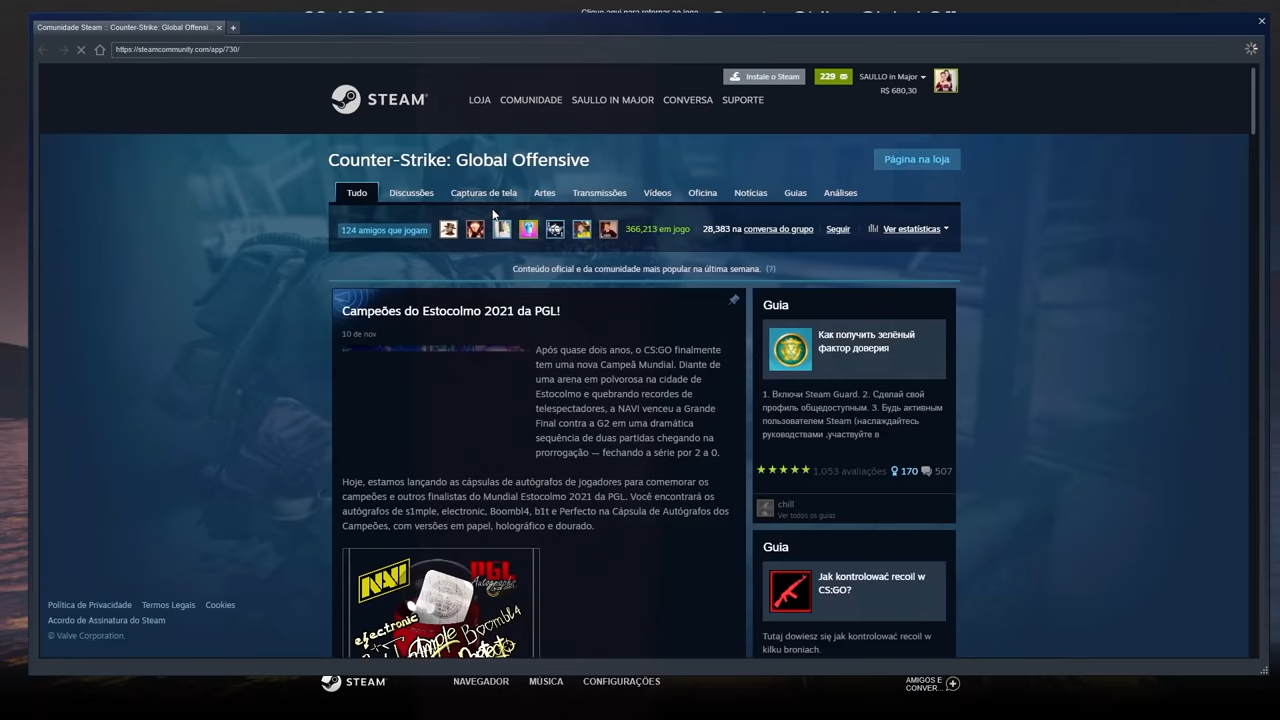 Clique aqui para retornar ao jogo
Comunidade Steam :: Counter-Strike: Global Offensi...
https://steamcommunity.com/app/730/
Instale o Steam
229
SAULLO in Major
R$ 680,30
STEAM
LOJA COMUNIDADE SAULLO IN MAJOR CONVERSA SUPORTE
Counter-Strike: Global Offensive
Página na loja
Tudo Discussões Capturas de tela Artes Transmissões Vídeos Oficina Notícias Guias Análises
124 amigos que jogam
366,213 em jogo
28,383 na conversa do grupo
Seguir
Ver estatísticas
Conteúdo oficial e da comunidade mais popular na última semana. (?)
Campeões do Estocolmo 2021 da PGL!
10 de nov
Após quase dois anos, o CS:GO finalmente
tem uma nova Campeã Mundial. Diante de
uma arena em polvorosa na cidade de
Estocolmo e quebrando recordes de
telespectadores, a NAVI venceu a Grande
Final contra a G2 em uma dramática
sequência de duas partidas chegando na
prorrogação — fechando a série por 2 a 0.
Hoje, estamos lançando as cápsulas de autógrafos de jogadores para comemorar os
campeões e outros finalistas do Mundial Estocolmo 2021 da PGL. Você encontrará os
autógrafos de s1mple, electronic, Boombl4, b1t e Perfecto na Cápsula de Autógrafos dos
Campeões, com versões em papel, holográfico e dourado.
NAVI
PGL
Autographs
electronic
Boombl4
Guia
Как получить зелёный
фактор доверия
1. Включи Steam Guard. 2. Сделай свой
профиль общедоступным. 3. Будь активным
пользователем Steam (наслаждайтесь
руководствами ,участвуйте в
1,053 avaliações
170
507
chill
Ver todos os guias
Guia
Jak kontrolować recoil w
CS:GO?
Tutaj dowiesz się jak kontrolować recoil w
kilku broniach.
Política de Privacidade Termos Legais Cookies
Acordo de Assinatura do Steam
© Valve Corporation.
STEAM
NAVEGADOR MÚSICA CONFIGURAÇÕES
AMIGOS E
CONVER...